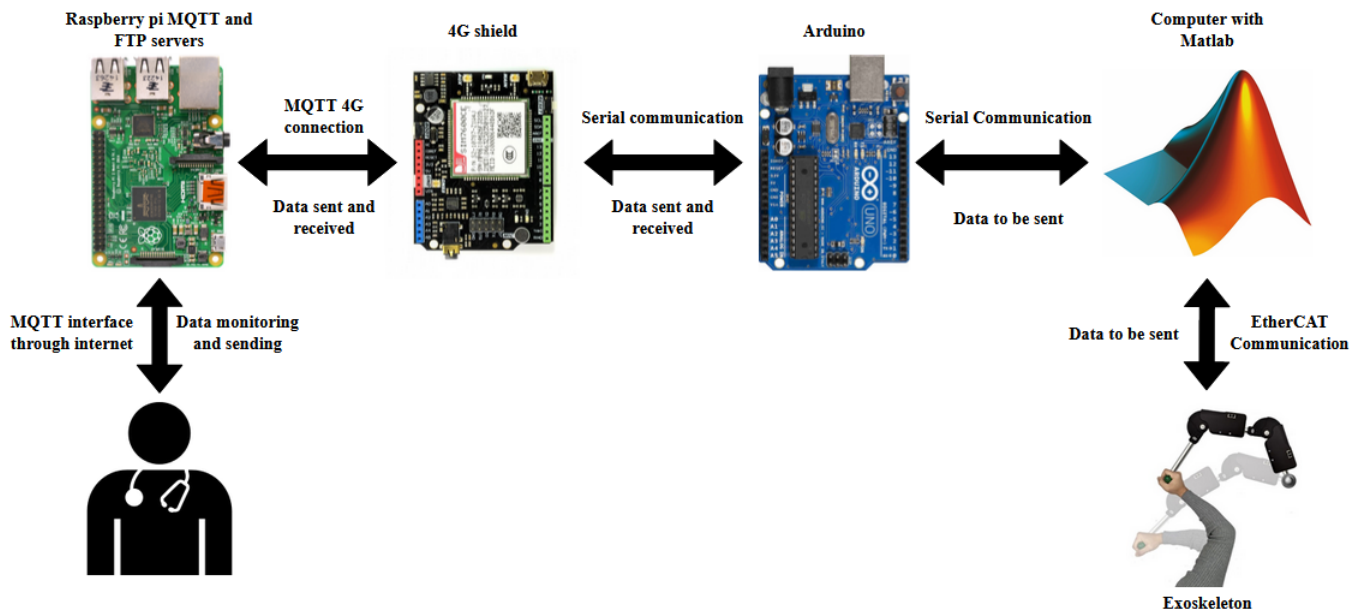 Raspberry pi MQTT and
FTP servers
4G shield
Arduino
Computer with
Matlab
MQTT 4G
connection
Data sent and
received
Serial communication
Data sent and
received
Serial Communication
Data to be sent
ARDUINO
UNO
MQTT interface
through internet
Data monitoring
and sending
Data to be sent
EtherCAT
Communication
Exoskeleton